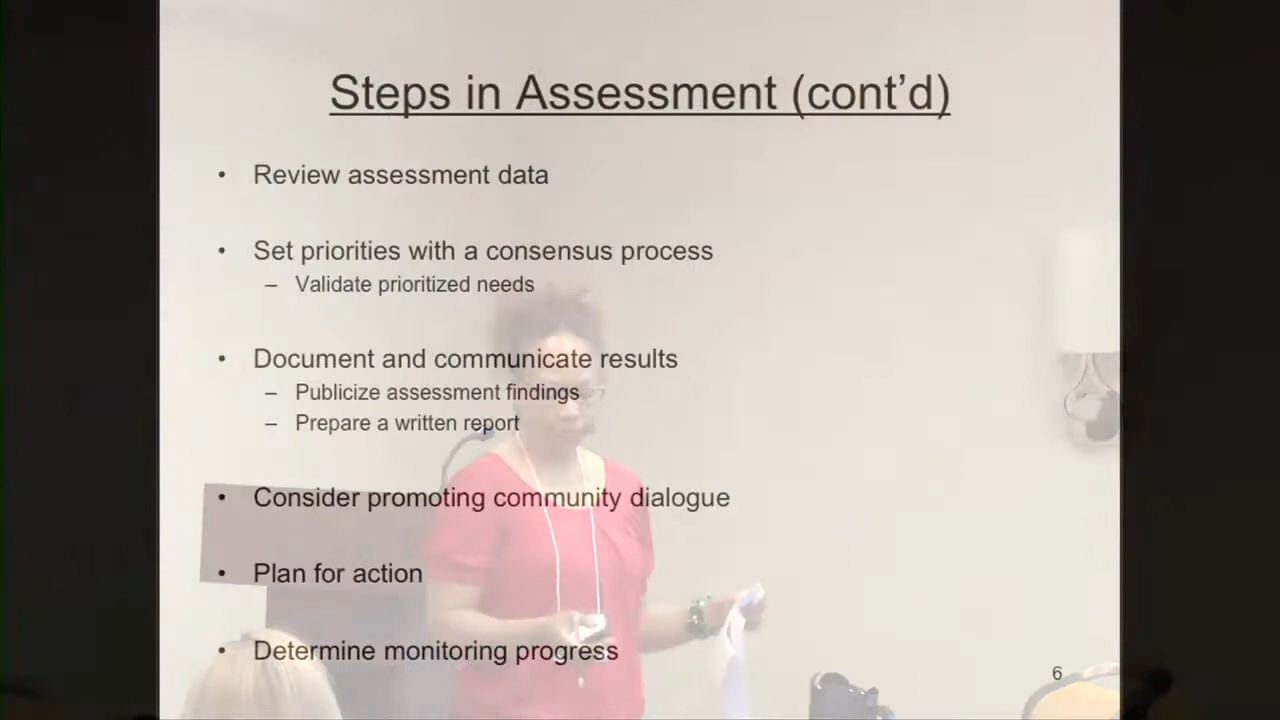 Steps in Assessment (cont’d)
• Review assessment data
• Set priorities with a consensus process
– Validate prioritized needs
• Document and communicate results
– Publicize assessment findings
– Prepare a written report
• Consider promoting community dialogue
• Plan for action
• Determine monitoring progress
6